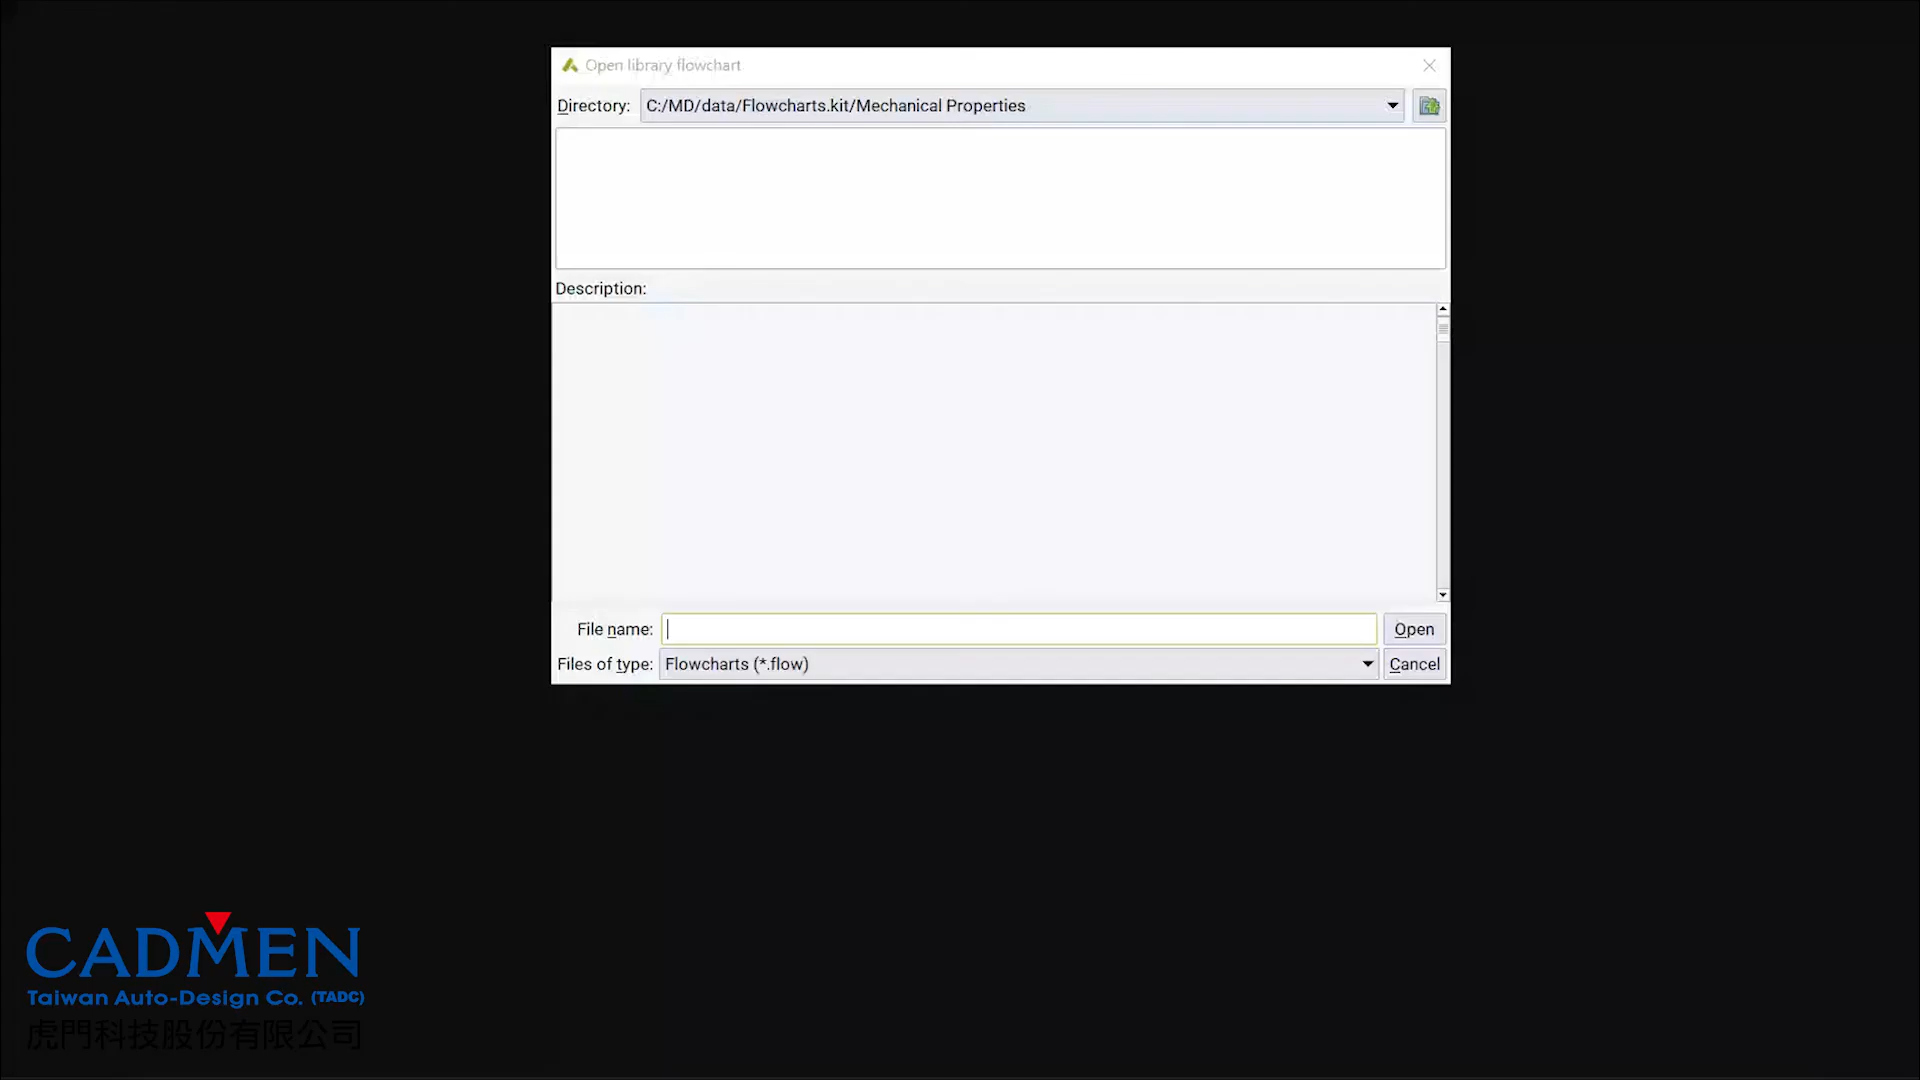 Open library flowchart
Directory: C:/MD/data/Flowcharts.kit/Mechanical Properties
Description:
File name: Open
Files of type: Flowcharts (*.flow) Cancel
CADMEN
Taiwan Auto-Design Co. (TADC)
虎門科技股份有限公司